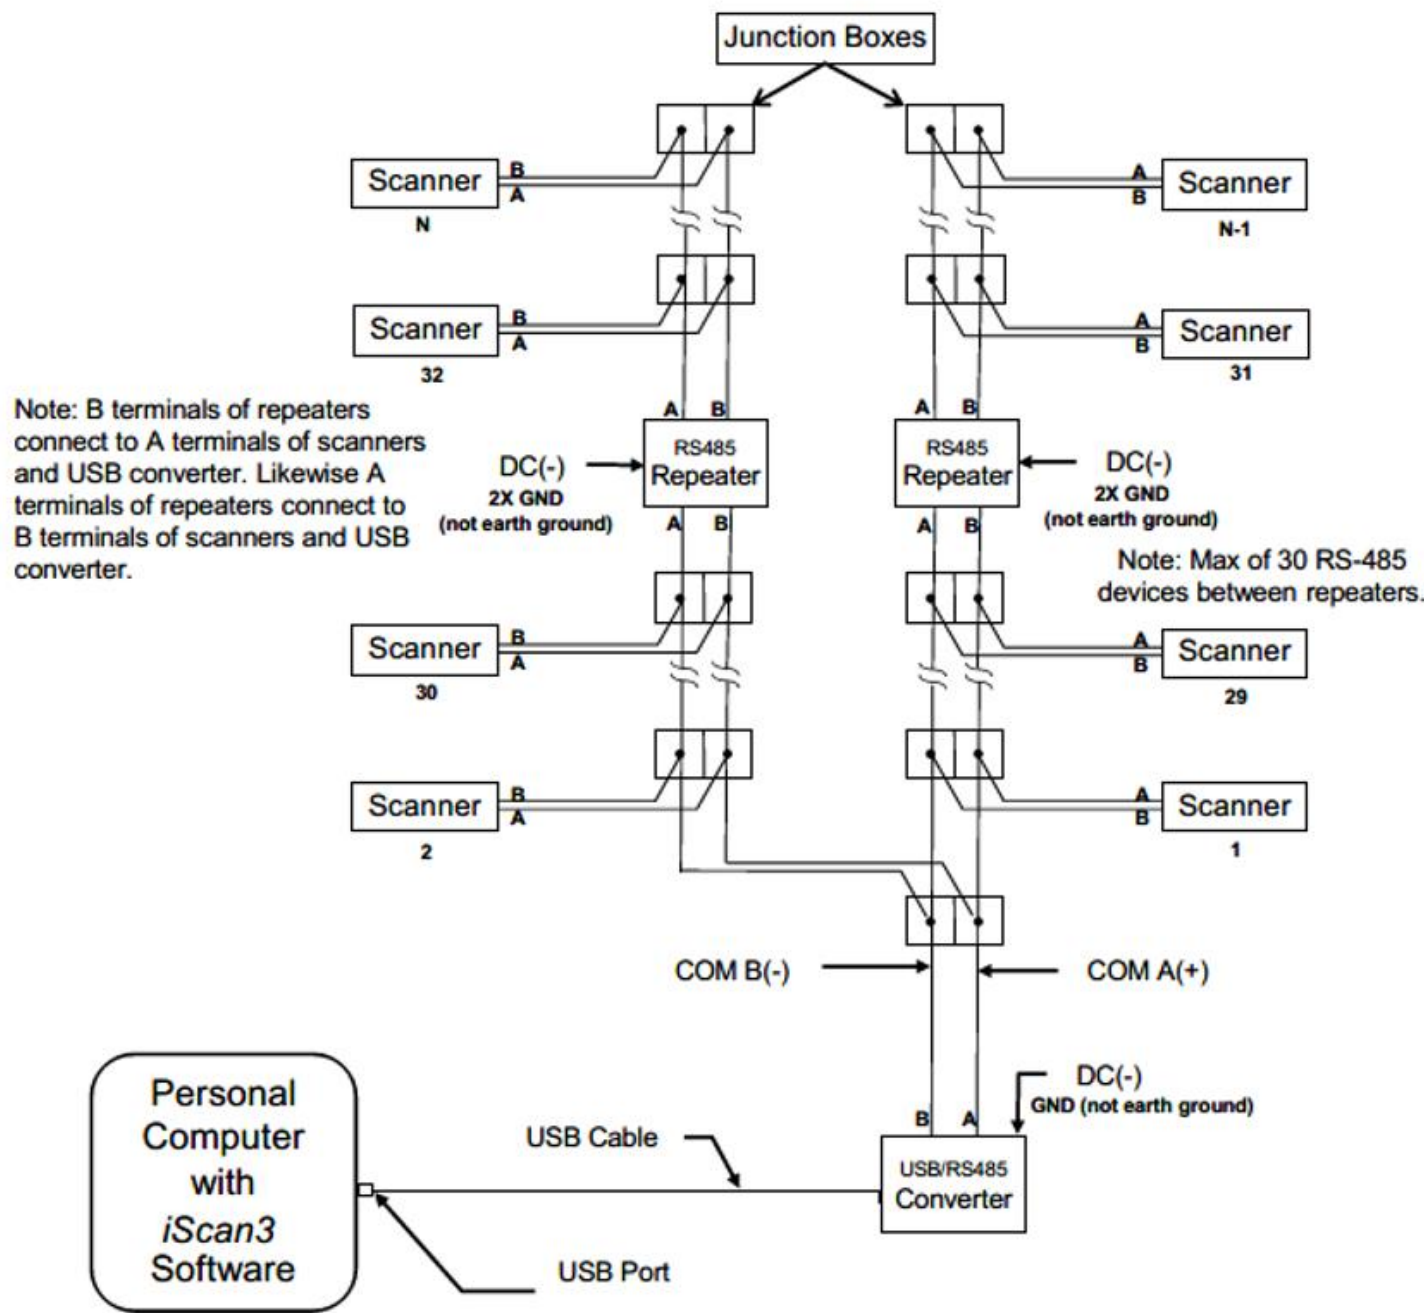 Junction Boxes
B
Scanner
A
N
A
Scanner
B
N-1
B
Scanner
A
32
A
Scanner
B
31
Note: B terminals of repeaters
connect to A terminals of scanners
and USB converter. Likewise A
terminals of repeaters connect to
B terminals of scanners and USB
converter.
A B
RS485
Repeater
A B
DC(-)
2X GND
(not earth ground)
A B
RS485
Repeater
A B
DC(-)
2X GND
(not earth ground)
Note: Max of 30 RS-485
devices between repeaters.
B
Scanner
A
30
A
Scanner
B
29
B
Scanner
A
2
A
Scanner
B
1
COM B(-)
COM A(+)
DC(-)
GND (not earth ground)
B A
USB/RS485
Converter
USB Cable
Personal
Computer
with
iScan3
Software
USB Port